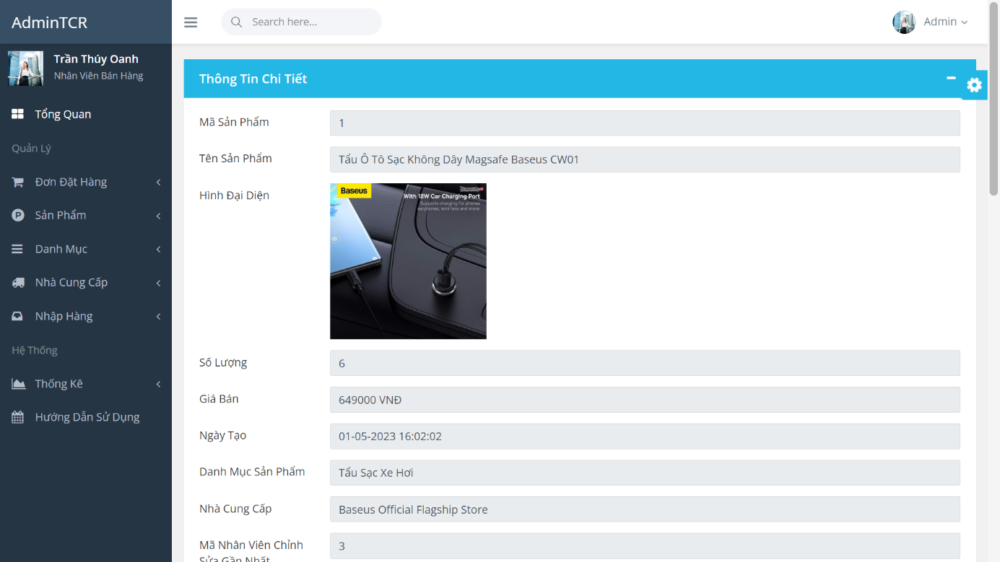 AdminTCR
Search here...
Admin
Trần Thúy Oanh
Nhân Viên Bán Hàng
Tổng Quan
Quản Lý
Đơn Đặt Hàng
Sản Phẩm
Danh Mục
Nhà Cung Cấp
Nhập Hàng
Hệ Thống
Thống Kê
Hướng Dẫn Sử Dụng
Thông Tin Chi Tiết
Mã Sản Phẩm
1
Tên Sản Phẩm
Tẩu Ô Tô Sạc Không Dây Magsafe Baseus CW01
Hình Đại Diện
Baseus
Baseus
With 18W Car Charging Port
Supports charging for phones
earphones, mini fans and more.
Số Lượng
6
Giá Bán
649000 VNĐ
Ngày Tạo
01-05-2023 16:02:02
Danh Mục Sản Phẩm
Tẩu Sạc Xe Hơi
Nhà Cung Cấp
Baseus Official Flagship Store
Mã Nhân Viên Chỉnh
Sửa Gần Nhất
3